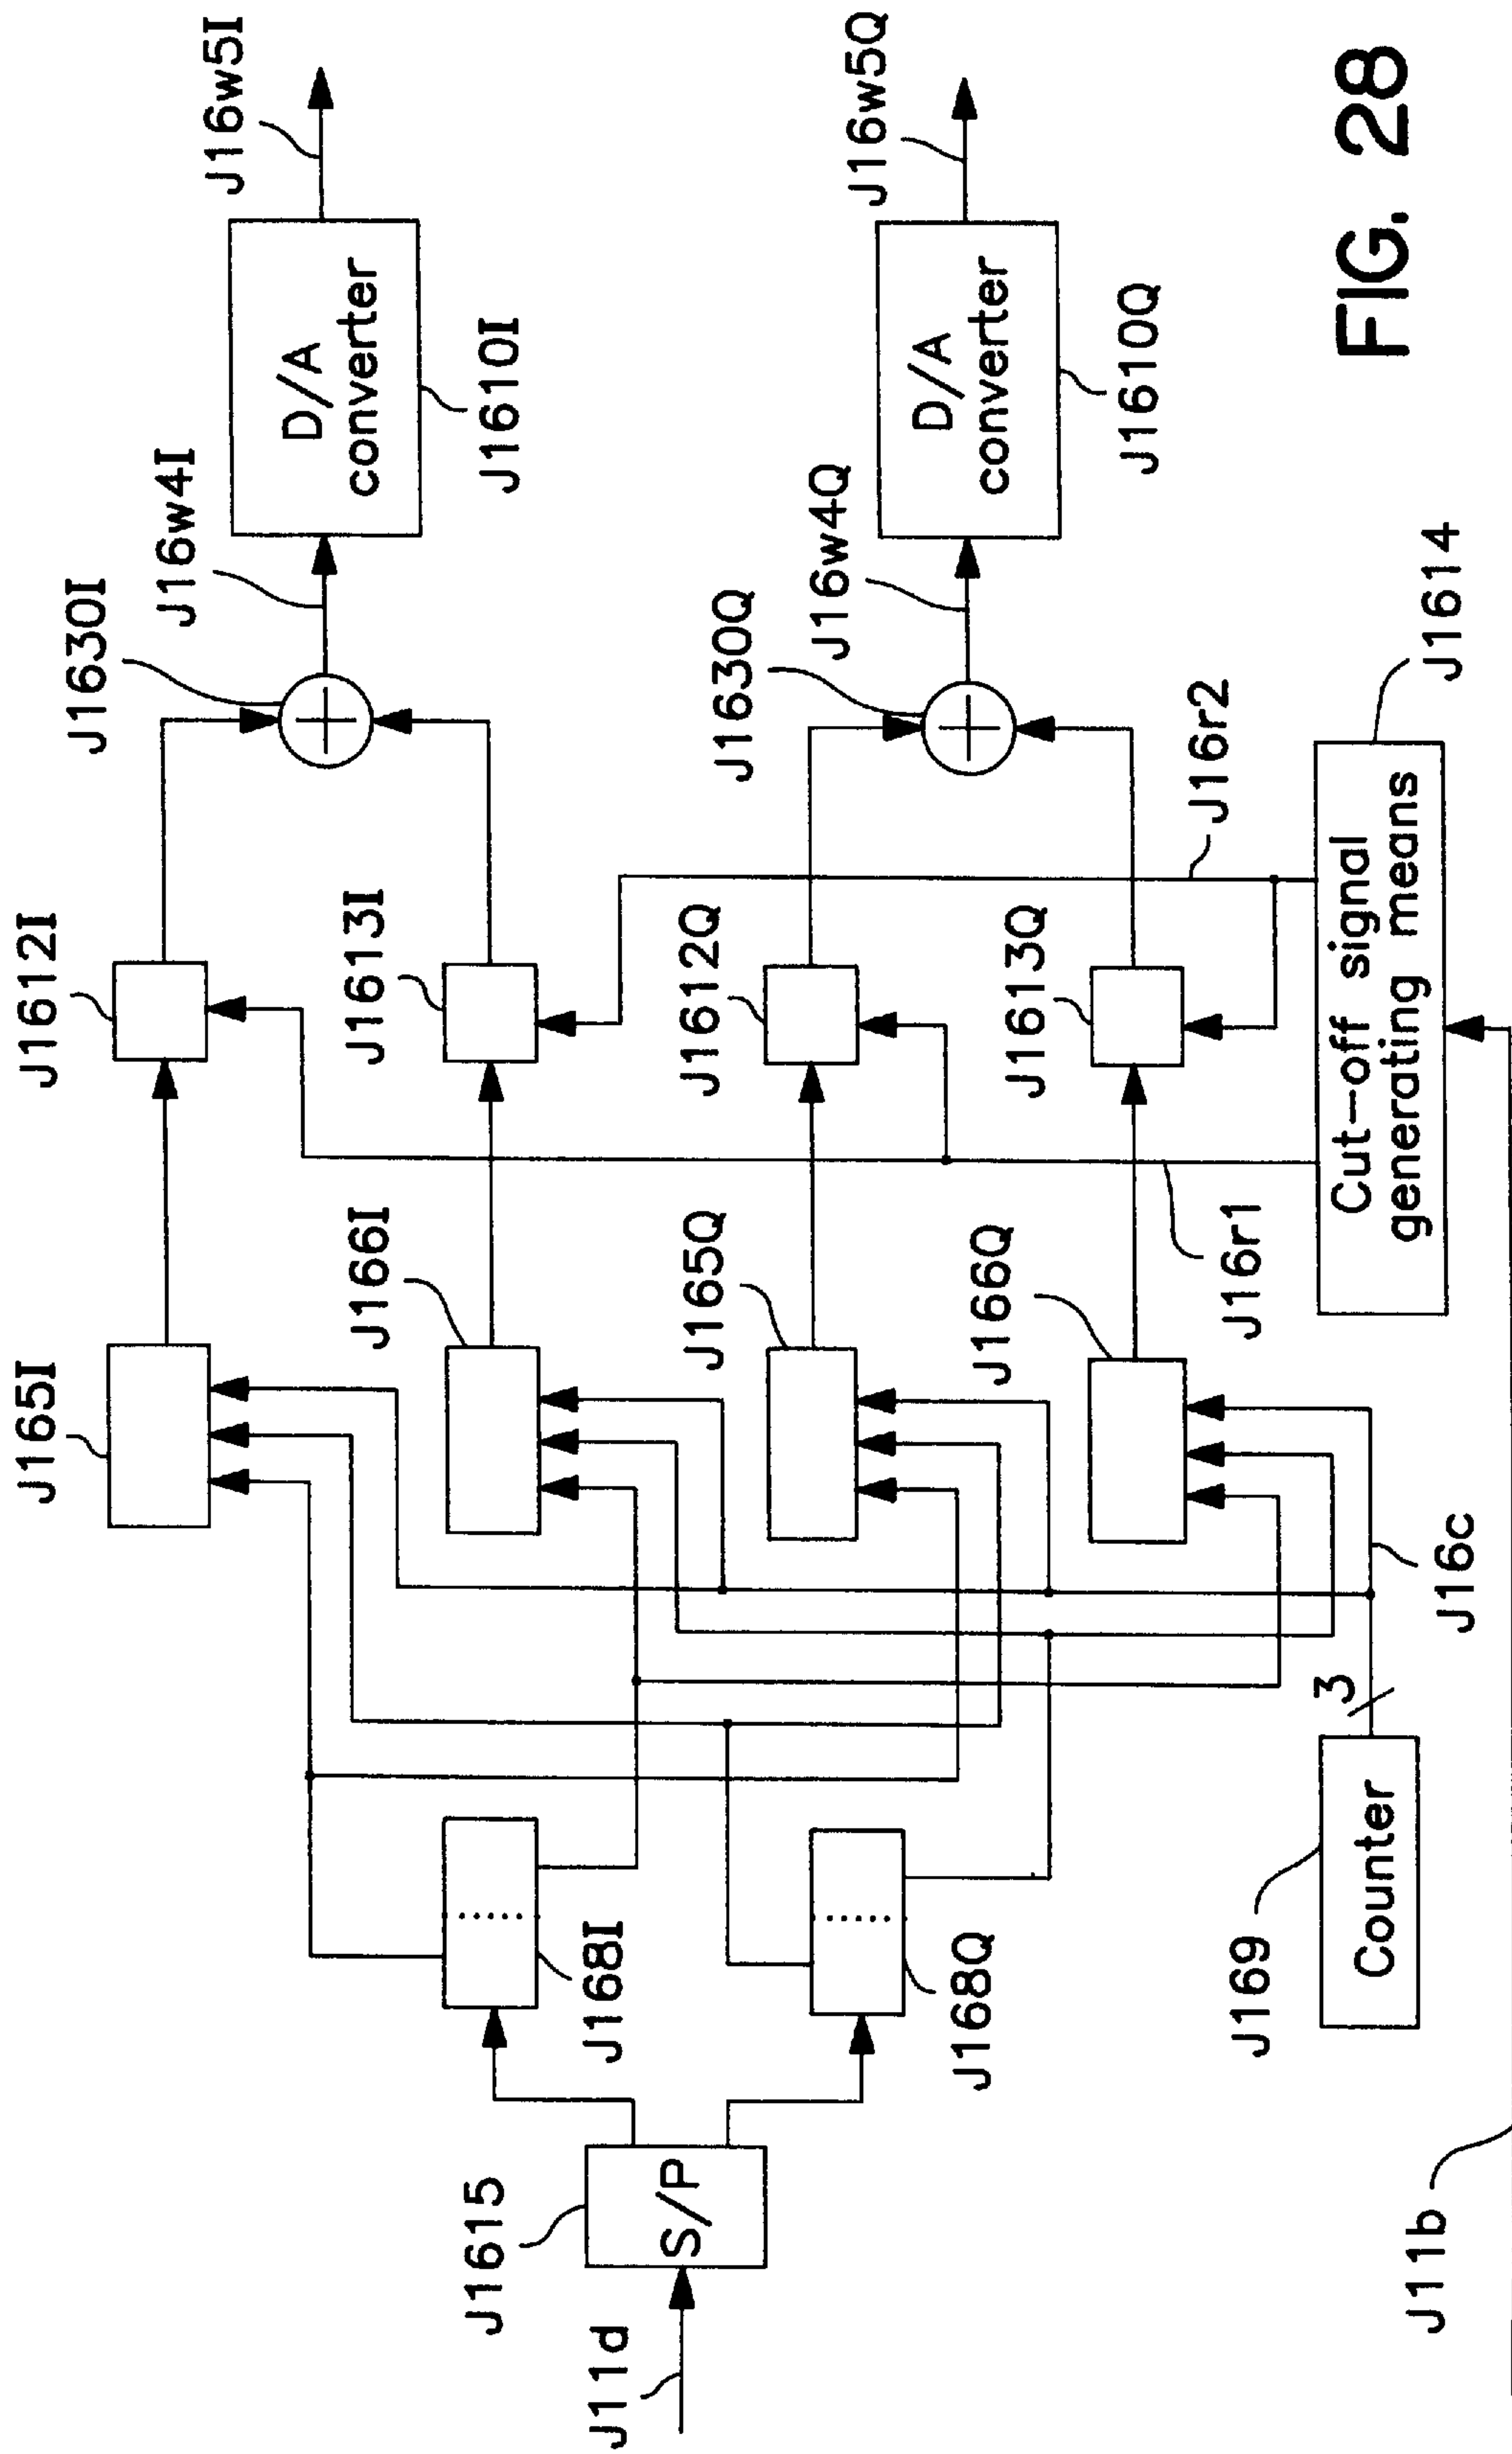 J1630I
J16w4I
J16w5I
J1612I
D/A
converter
J165I
J1610I
J1613I
J166I
J1630Q
J16w4Q
J16w5Q
J1615
J168I
J1612Q
J165Q
D/A
converter
J11d
S/P
J1610Q
J1613Q
J166Q
J168Q
J16r2
J16r1
J169
Counter
3
J16c
Cut-off signal
generating means
J1614
J11b
FIG. 28